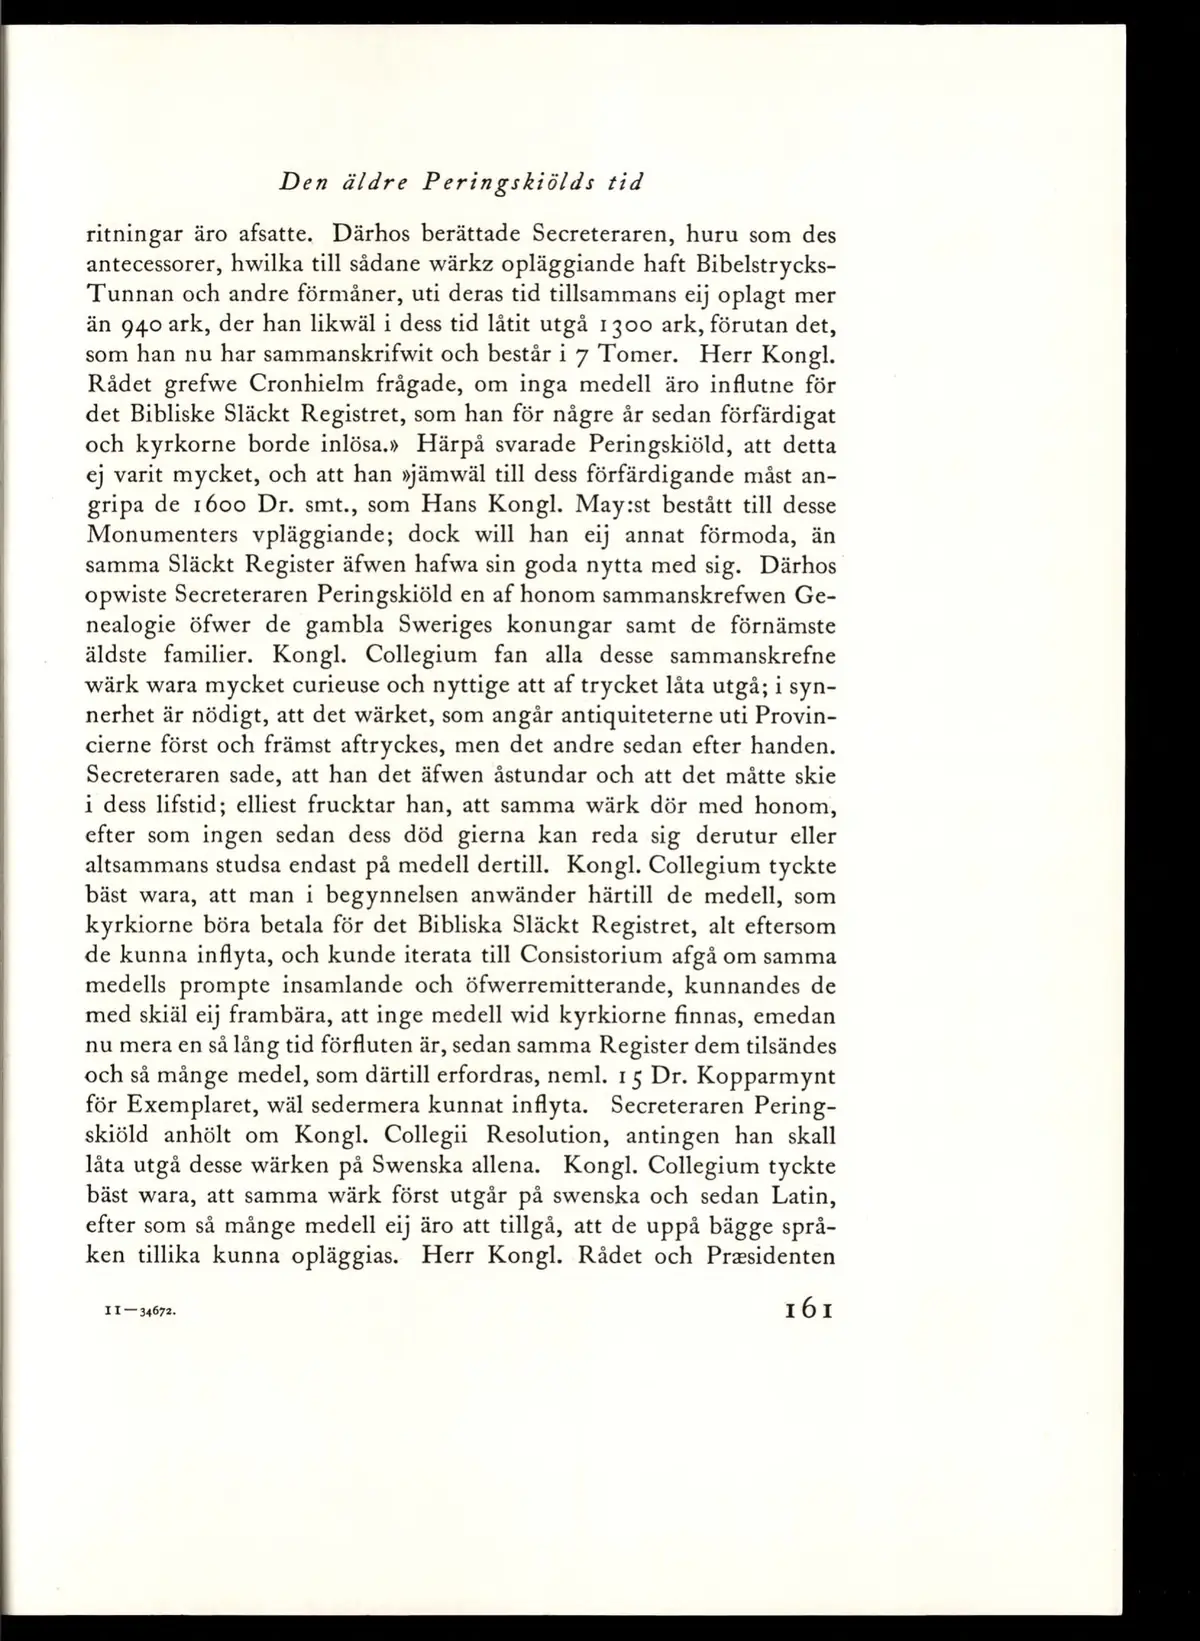 Den äldre Peringskiölds tid
ritningar äro afsatte. Därhos berättade Secreteraren, huru som des
antecessorer, hwilka till sådane wärkz opläggiande haft Bibelstrycks-
Tunnan och andre förmåner, uti deras tid tillsammans eij oplagt mer
än 940 ark, der han likwäl i dess tid låtit utgå 1300 ark, förutan det,
som han nu har sammanskrifwit och består i 7 Tomer. Herr Kongl.
Rådet grefwe Cronhielm frågade, om inga medell äro influtne för
det Bibliske Släckt Registret, som han för någre år sedan förfärdigat
och kyrkorne borde inlösa.» Härpå svarade Peringskiöld, att detta
ej varit mycket, och att han »jämwäl till dess förfärdigande måst an-
gripa de 1600 Dr. smt., som Hans Kongl. May:st bestått till desse
Monumenters vpläggiande; dock will han eij annat förmoda, än
samma Släckt Register äfwen hafwa sin goda nytta med sig. Därhos
opwiste Secreteraren Peringskiöld en af honom sammanskrefwen Ge-
nealogie öfwer de gambla Sweriges konungar samt de förnämste
äldste familier. Kongl. Collegium fan alla desse sammanskrefne
wärk wara mycket curieuse och nyttige att af trycket låta utgå; i syn-
nerhet är nödigt, att det wärket, som angår antiquiteterne uti Provin-
cierne först och främst aftryckes, men det andre sedan efter handen.
Secreteraren sade, att han det äfwen åstundar och att det måtte skie
i dess lifstid; elliest frucktar han, att samma wärk dör med honom,
efter som ingen sedan dess död gierna kan reda sig derutur eller
altsammans studsa endast på medell dertill. Kongl. Collegium tyckte
bäst wara, att man i begynnelsen anwänder härtill de medell, som
kyrkiorne böra betala för det Bibliska Släckt Registret, alt eftersom
de kunna inflyta, och kunde iterata till Consistorium afgå om samma
medells prompte insamlande och öfwerremitterande, kunnandes de
med skiäl eij frambära, att inge medell wid kyrkiorne finnas, emedan
nu mera en så lång tid förfluten är, sedan samma Register dem tilsändes
och så månge medel, som därtill erfordras, neml. 15 Dr. Kopparmynt
för Exemplaret, wäl sedermera kunnat inflyta. Secreteraren Pering-
skiöld anhölt om Kongl. Collegii Resolution, antingen han skall
låta utgå desse wärken på Swenska allena. Kongl. Collegium tyckte
bäst wara, att samma wärk först utgår på swenska och sedan Latin,
efter som så månge medell eij äro att tillgå, att de uppå bägge språ-
ken tillika kunna opläggias. Herr Kongl. Rådet och Præsidenten
11—34672.
161